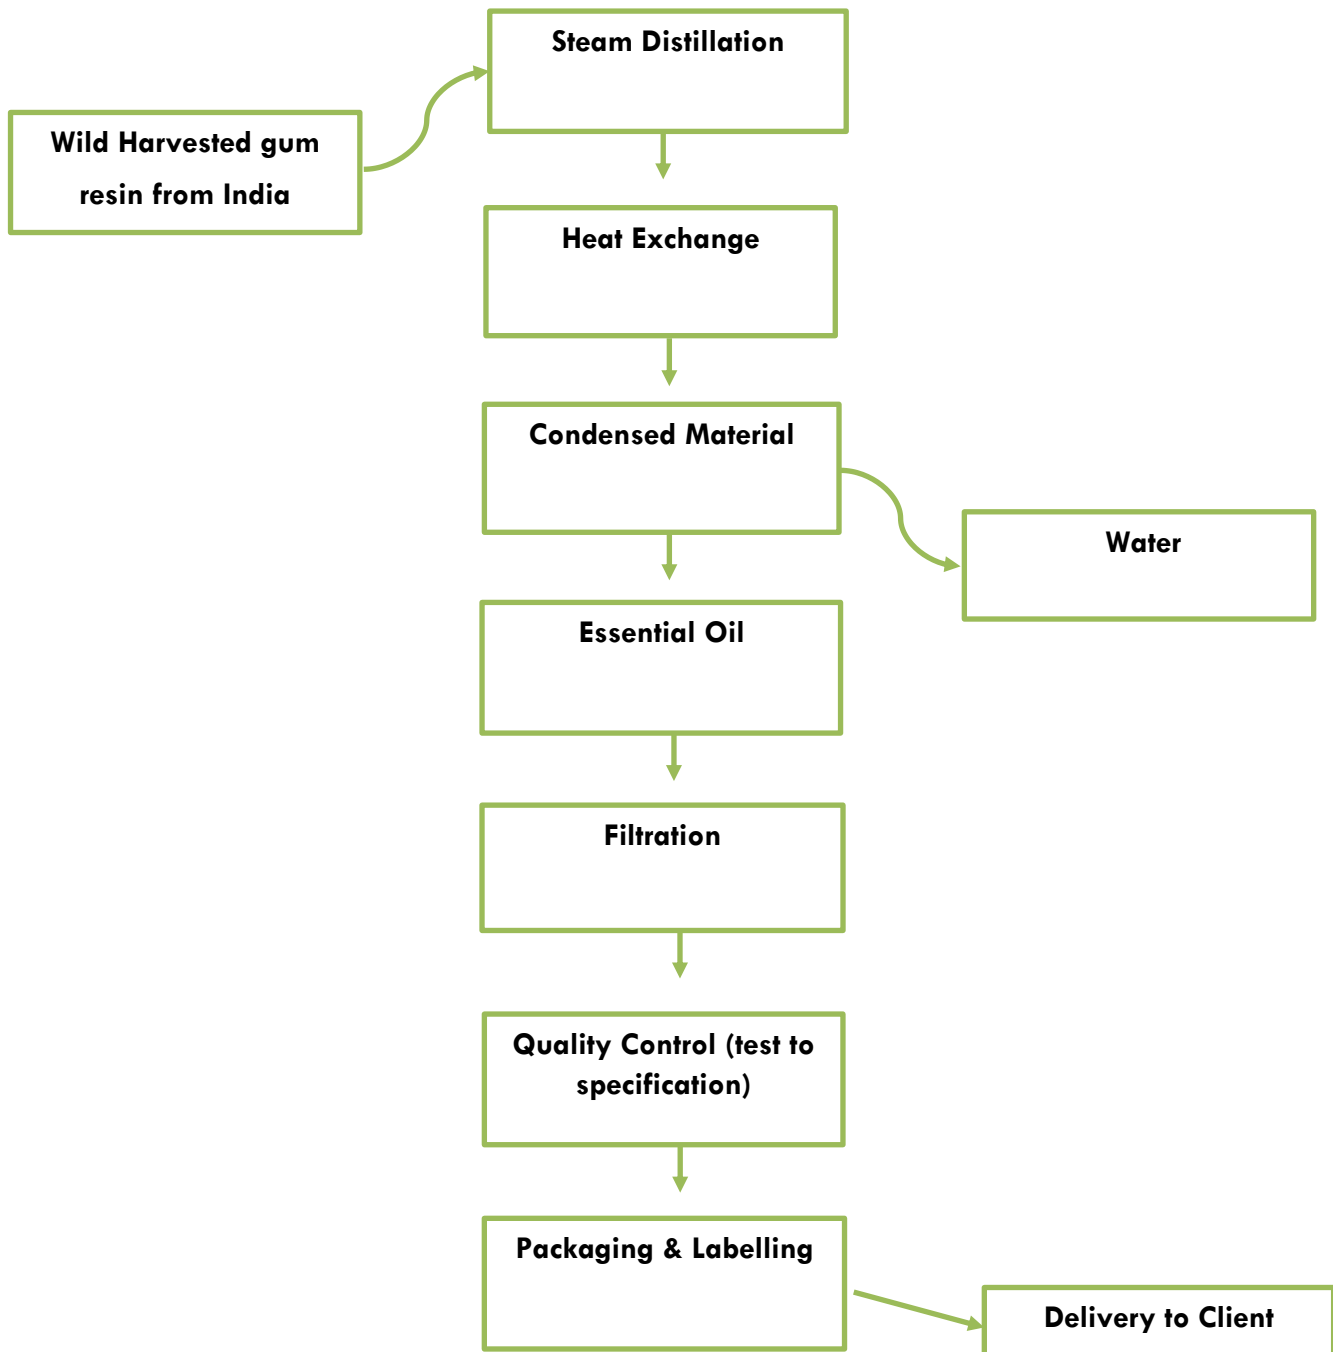 Steam Distillation
Wild Harvested gum
resin from India
Heat Exchange
Condensed Material
Water
Essential Oil
Filtration
Quality Control (test to
specification)
Packaging & Labelling
Delivery to Client